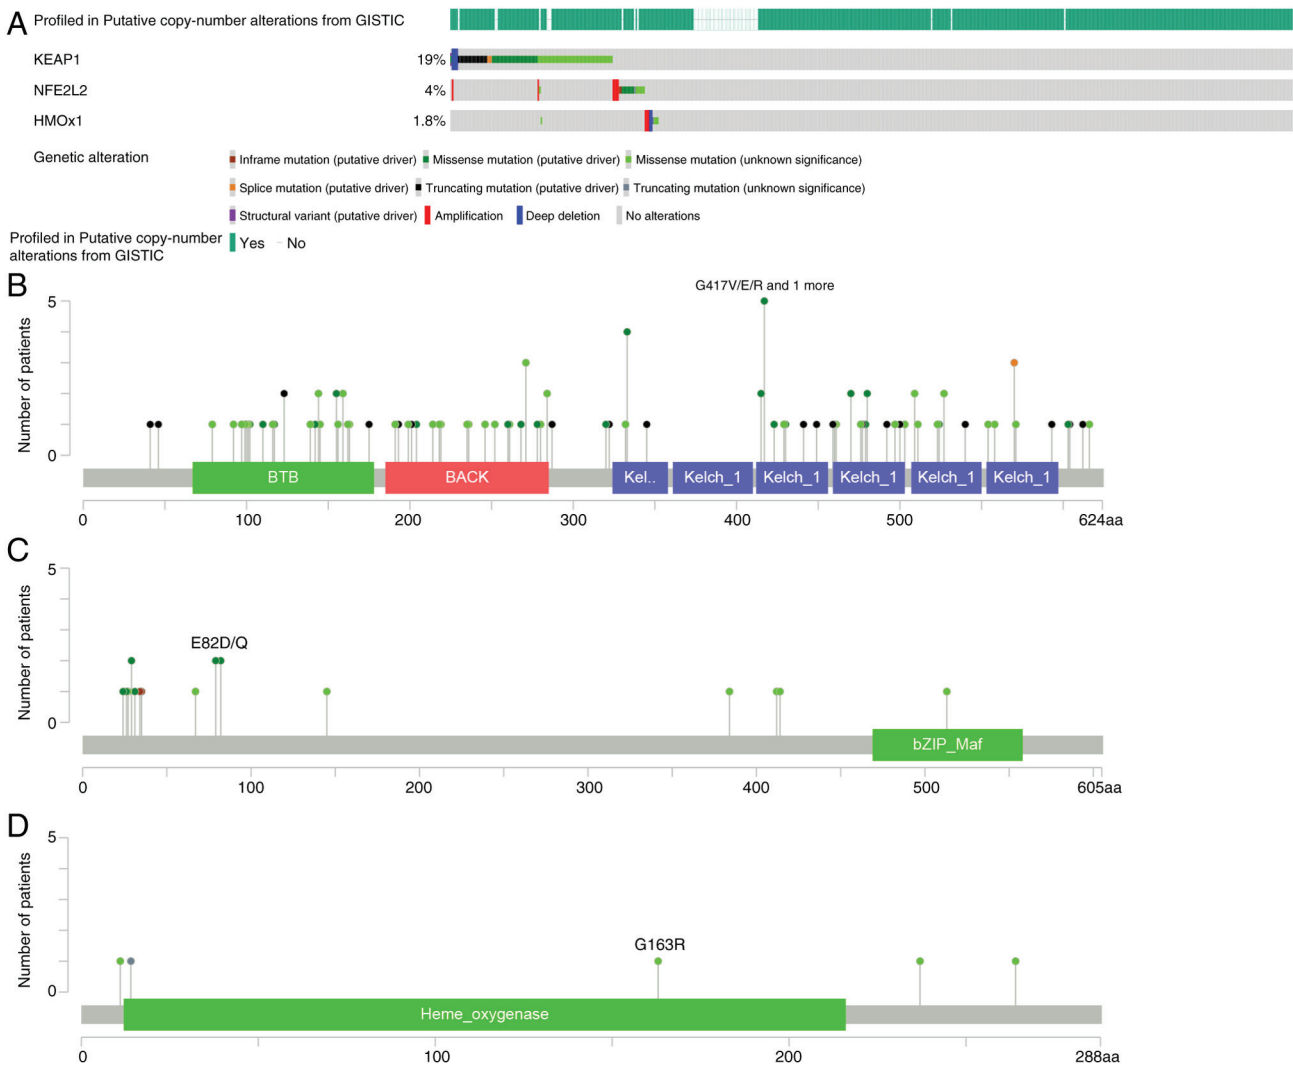 A
Profiled in Putative copy-number alterations from GISTIC
KEAP1 19%
NFE2L2 4%
HMOx1 1.8%
Genetic alteration
Inframe mutation (putative driver) Missense mutation (putative driver) Missense mutation (unknown significance)
Splice mutation (putative driver) Truncating mutation (putative driver) Truncating mutation (unknown significance)
Structural variant (putative driver) Amplification Deep deletion No alterations
Profiled in Putative copy-number
alterations from GISTIC
Yes No
B
G417V/E/R and 1 more
5
Number of patients
0
BTB BACK Kel.. Kelch_1 Kelch_1 Kelch_1 Kelch_1 Kelch_1
0 100 200 300 400 500 624aa
C
5
Number of patients
E82D/Q
0
bZIP_Maf
0 100 200 300 400 500 605aa
D
5
Number of patients
G163R
0
Heme_oxygenase
0 100 200 288aa